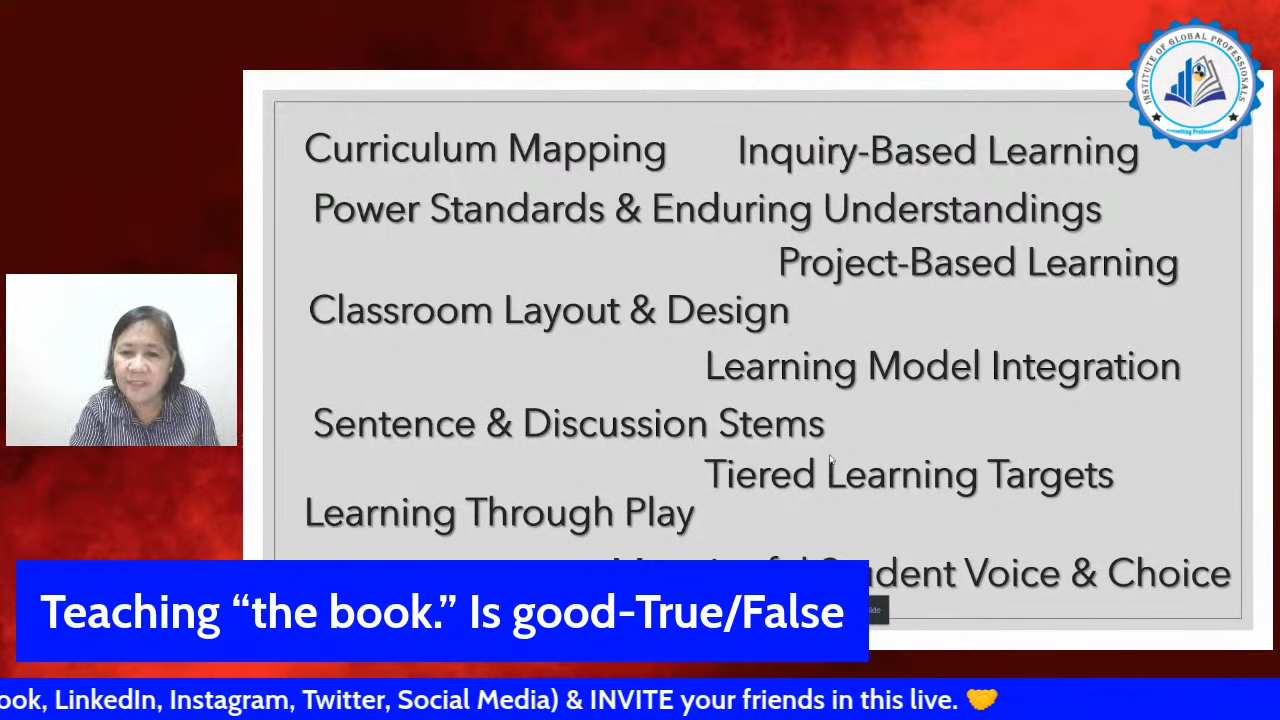 INSTITUTE OF GLOBAL PROFESSIONALS
Curriculum Mapping
Inquiry-Based Learning
Power Standards & Enduring Understandings
Project-Based Learning
Classroom Layout & Design
Learning Model Integration
Sentence & Discussion Stems
Tiered Learning Targets
Learning Through Play
Voice & Choice
Teaching “the book.” Is good-True/False
LinkedIn, Instagram, Twitter, Social Media) & INVITE your friends in this live. 🤝